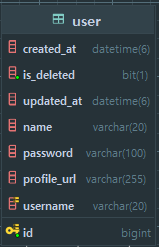 user
created_at datetime(6)
is_deleted bit(1)
updated_at datetime(6)
name varchar(20)
password varchar(100)
profile_url varchar(255)
username varchar(20)
id bigint